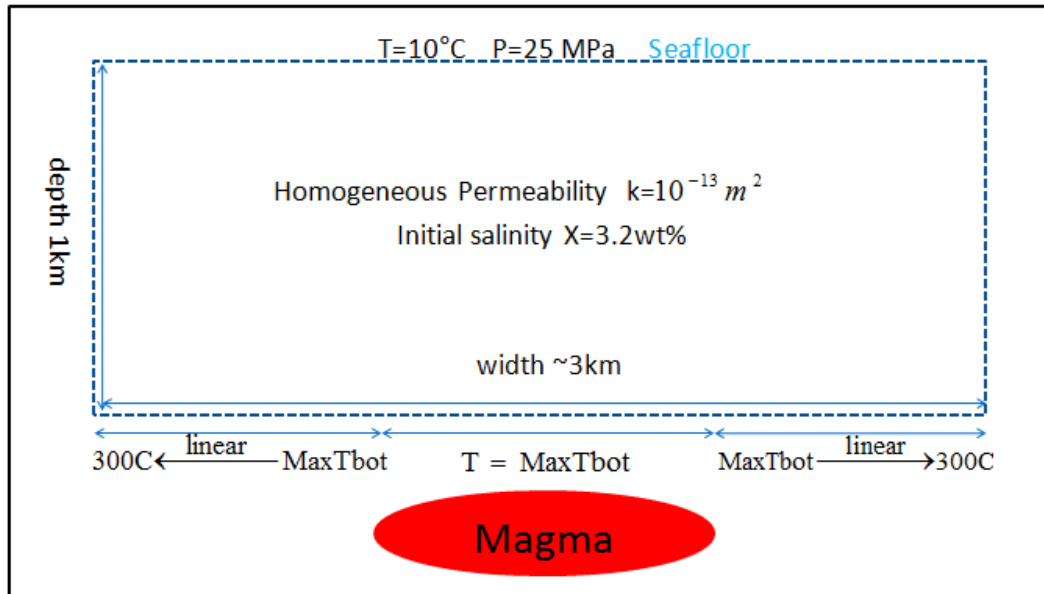 T=10°C P=25 MPa Seafloor
depth 1km
Homogeneous Permeability k=10⁻¹³ m²
Initial salinity X=3.2wt%
width ~3km
300C linear MaxTbot T = MaxTbot MaxTbot linear 300C
Magma